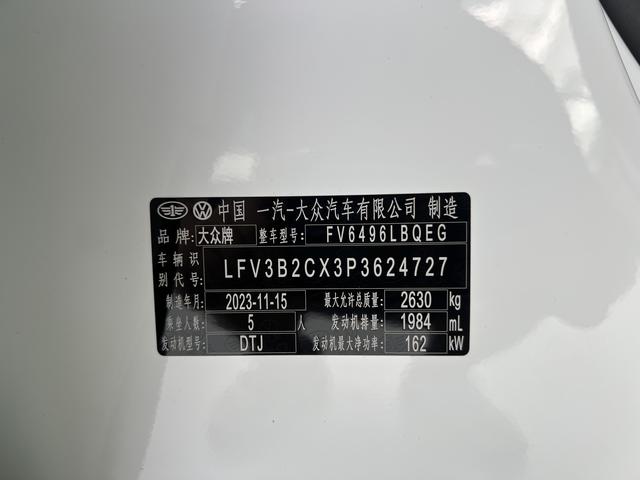 中国 一汽-大众汽车有限公司 制造
品牌: 大众牌 整车型号: FV6496LBQEG
车辆识别代号: LFV3B2CX3P3624727
制造年月: 2023-11-15 最大允许总质量: 2630 kg
乘坐人数: 5 人 发动机排量: 1984 mL
发动机型号: DTJ 发动机最大净功率: 162 kW